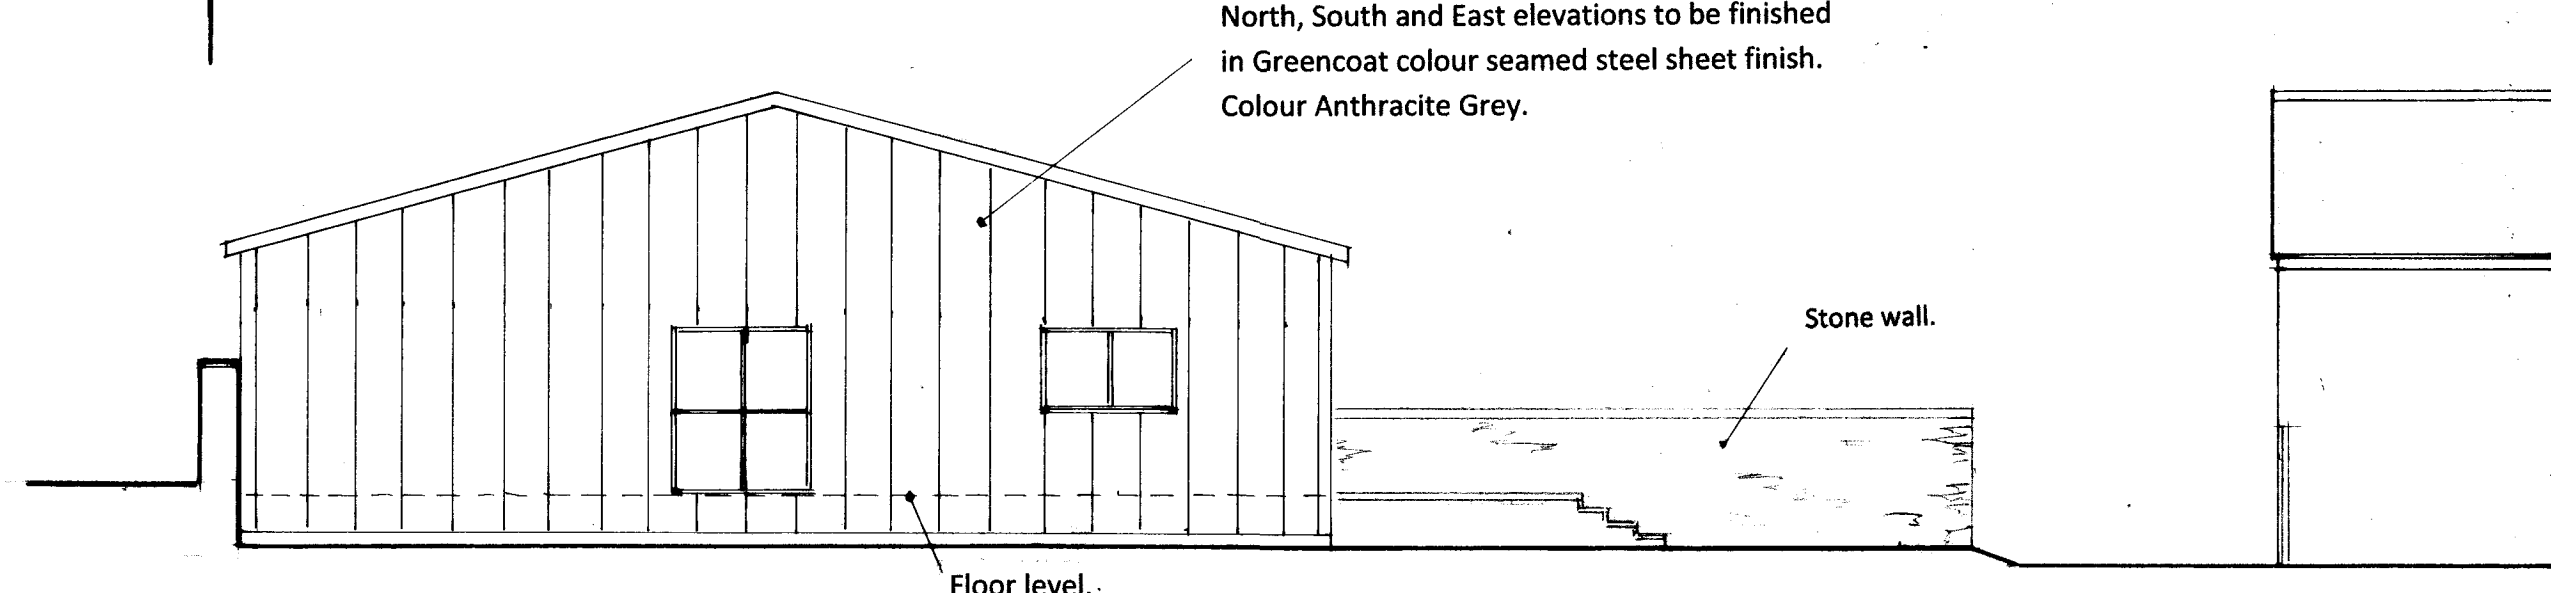 North, South and East elevations to be finished
in Greencoat colour seamed steel sheet finish.
Colour Anthracite Grey.
Stone wall.
Floor level.